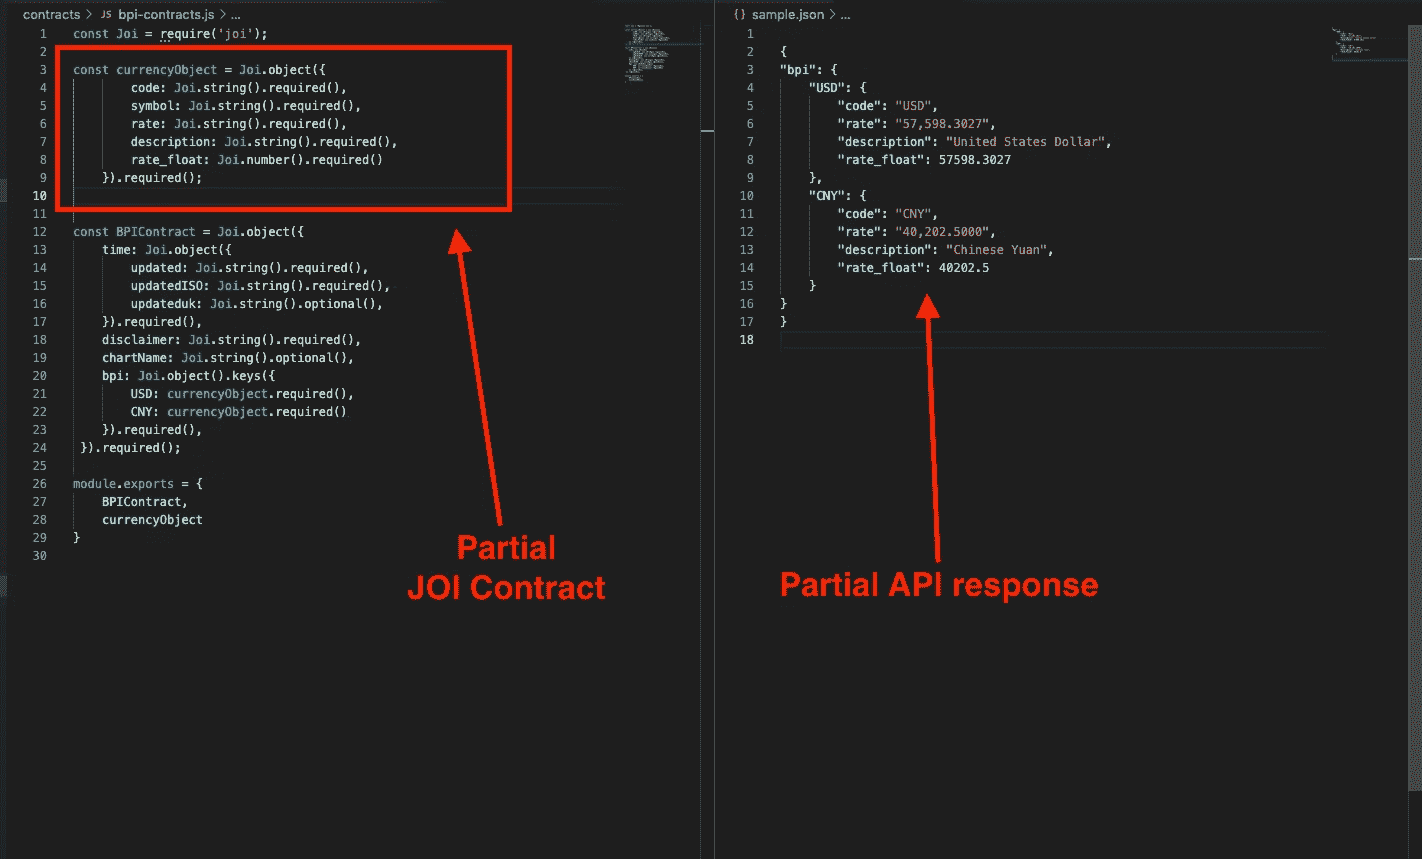 contracts > JS bpi-contracts.js > ...
1 const Joi = require('joi');
2
3 const currencyObject = Joi.object({
4 code: Joi.string().required(),
5 symbol: Joi.string().required(),
6 rate: Joi.string().required(),
7 description: Joi.string().required(),
8 rate_float: Joi.number().required()
9 }).required();
10
11
12 const BPIContract = Joi.object({
13 time: Joi.object({
14 updated: Joi.string().required(),
15 updatedISO: Joi.string().required(),
16 updateduk: Joi.string().optional(),
17 }).required(),
18 disclaimer: Joi.string().required(),
19 chartName: Joi.string().optional(),
20 bpi: Joi.object().keys({
21 USD: currencyObject.required(),
22 CNY: currencyObject.required()
23 }).required(),
24 }).required();
25
26 module.exports = {
27 BPIContract,
28 currencyObject
29 }
30
Partial
JOI Contract
{} sample.json > ...
1
2 {
3 "bpi": {
4 "USD": {
5 "code": "USD",
6 "rate": "57,598.3027",
7 "description": "United States Dollar",
8 "rate_float": 57598.3027
9 },
10 "CNY": {
11 "code": "CNY",
12 "rate": "40,202.5000",
13 "description": "Chinese Yuan",
14 "rate_float": 40202.5
15 }
16 }
17 }
18
Partial API response